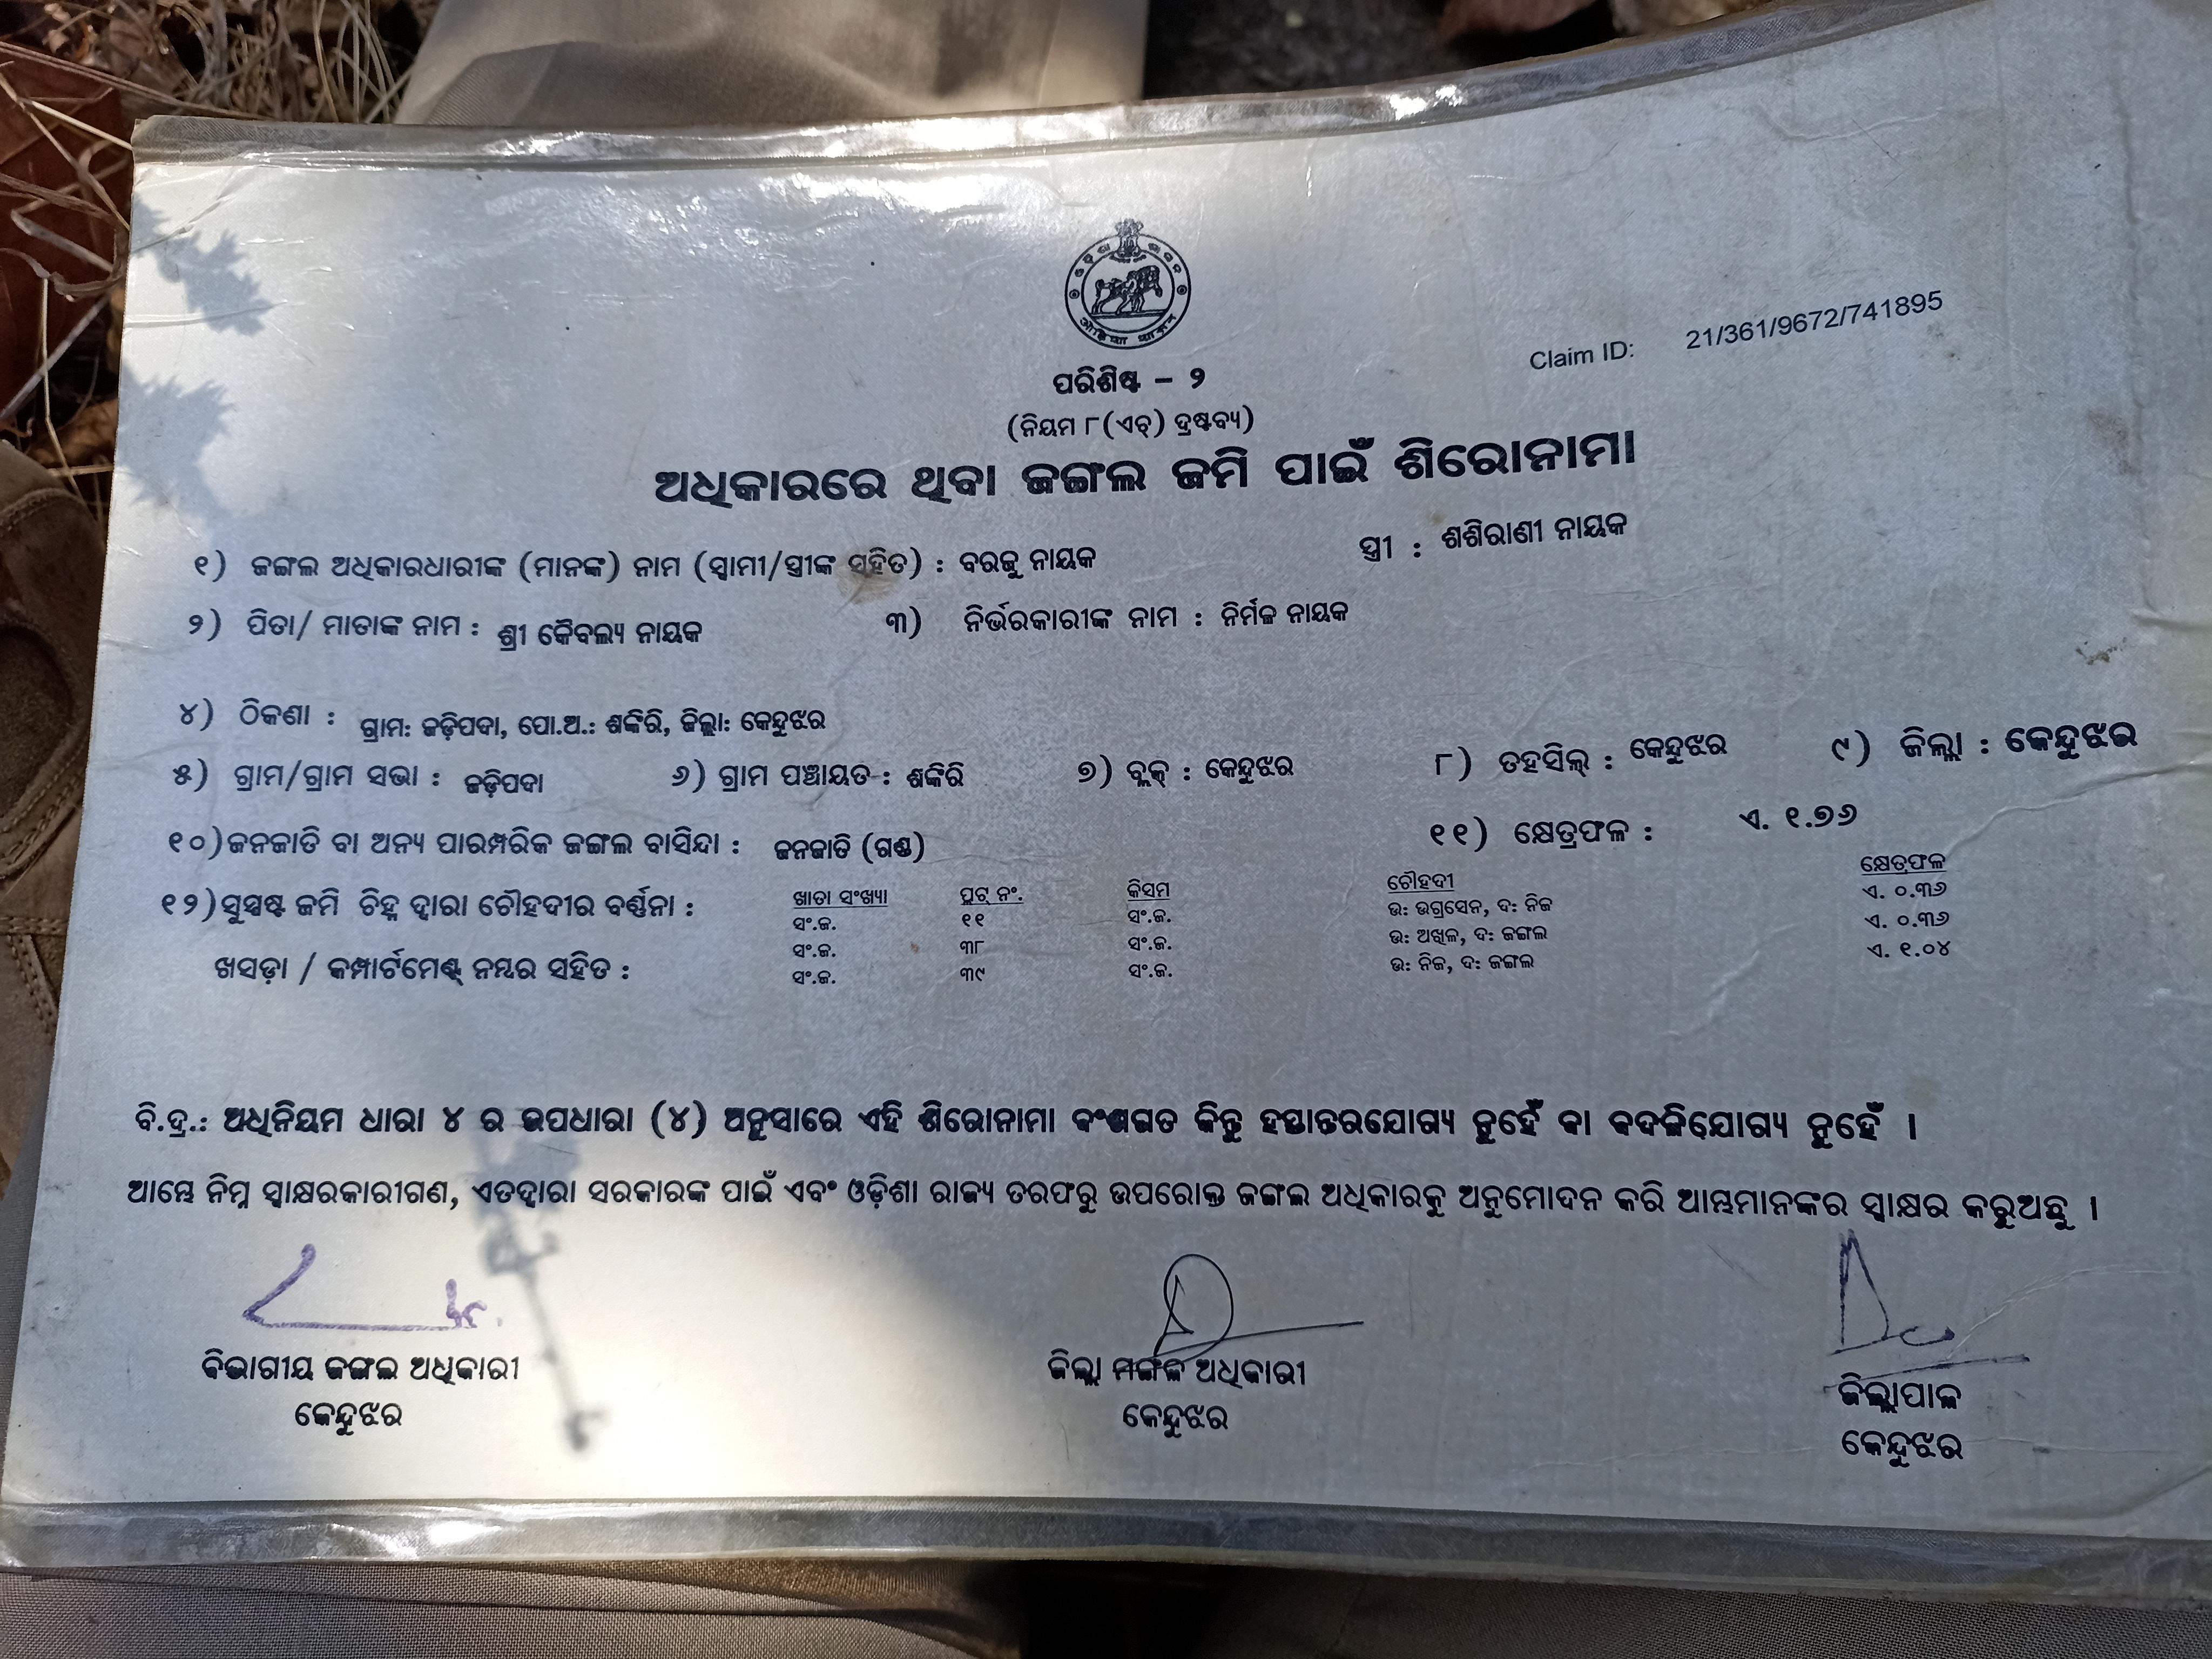 Claim ID: 21/361/9672/741895
ପରିଶିଷ୍ଟ – ୨
(ନିୟମ ୮(ଏଚ୍) ଦ୍ରଷ୍ଟବ୍ୟ)
ଅଧିକାରରେ ଥିବା ଜଙ୍ଗଲ ଜମି ପାଇଁ ଶିରୋନାମା
୧) ଜଙ୍ଗଲ ଅଧିକାରଧାରୀଙ୍କ (ମାନଙ୍କ) ନାମ (ସ୍ୱାମୀ/ସ୍ତ୍ରୀଙ୍କ ସହିତ) : ବରଜୁ ନାୟକ ସ୍ତ୍ରୀ : ଶଶିରାଣୀ ନାୟକ
୨) ପିତା/ ମାତାଙ୍କ ନାମ : ଶ୍ରୀ କୈବଲ୍ୟ ନାୟକ ୩) ନିର୍ଭରକାରୀଙ୍କ ନାମ : ନିର୍ମଳ ନାୟକ
୪) ଠିକଣା : ଗ୍ରାମ: ଜଡ଼ିପଦା, ପୋ.ଅ.: ଶଙ୍କିରି, ଜିଲ୍ଲା: କେନ୍ଦୁଝର
୫) ଗ୍ରାମ/ଗ୍ରାମ ସଭା : ଜଡ଼ିପଦା ୬) ଗ୍ରାମ ପଞ୍ଚାୟତ : ଶଙ୍କିରି ୭) ବ୍ଲକ୍ : କେନ୍ଦୁଝର ୮) ତହସିଲ୍ : କେନ୍ଦୁଝର ୯) ଜିଲ୍ଲା : କେନ୍ଦୁଝର
୧୦) ଜନଜାତି ବା ଅନ୍ୟ ପାରମ୍ପରିକ ଜଙ୍ଗଲ ବାସିନ୍ଦା : ଜନଜାତି (ଗଣ୍ଡ) ୧୧) କ୍ଷେତ୍ରଫଳ : ଏ. ୧.୭୬
୧୨) ସୁସ୍ପଷ୍ଟ ଜମି ଚିହ୍ନ ଦ୍ୱାରା ଚୌହଦୀର ବର୍ଣ୍ଣନା :
ଖସଡ଼ା / କମ୍ପାର୍ଟମେଣ୍ଟ୍ ନମ୍ବର ସହିତ :
ଖାତା ସଂଖ୍ୟା ପ୍ଲଟ୍ ନଂ. କିସମ ଚୌହଦୀ କ୍ଷେତ୍ରଫଳ
ସଂ.ଜ. ୧୧ ସଂ.ଜ. ଉ: ଉଗ୍ରସେନ, ଦ: ନିଜ ଏ. ୦.୩୬
ସଂ.ଜ. ୩୮ ସଂ.ଜ. ଉ: ଅଖିଳ, ଦ: ଜଙ୍ଗଲ ଏ. ୦.୩୬
ସଂ.ଜ. ୩୯ ସଂ.ଜ. ଉ: ନିଜ, ଦ: ଜଙ୍ଗଲ ଏ. ୧.୦୪
ବି.ଦ୍ର.: ଅଧିନିୟମ ଧାରା ୪ ର ଉପଧାରା (୪) ଅନୁସାରେ ଏହି ଶିରୋନାମା ବଂଶଗତ କିନ୍ତୁ ହସ୍ତାନ୍ତରଯୋଗ୍ୟ ନୁହେଁ କା ବଦଳିଯୋଗ୍ୟ ନୁହେଁ ।
ଆମ୍ଭେ ନିମ୍ନ ସ୍ୱାକ୍ଷରକାରୀଗଣ, ଏତଦ୍ୱାରା ସରକାରଙ୍କ ପାଇଁ ଏବଂ ଓଡ଼ିଶା ରାଜ୍ୟ ତରଫରୁ ଉପରୋକ୍ତ ଜଙ୍ଗଲ ଅଧିକାରକୁ ଅନୁମୋଦନ କରି ଆମ୍ଭମାନଙ୍କର ସ୍ୱାକ୍ଷର କରୁଅଛୁ ।
ବିଭାଗୀୟ ଜଙ୍ଗଲ ଅଧିକାରୀ
କେନ୍ଦୁଝର
ଜିଲ୍ଲା ମଙ୍ଗଳ ଅଧିକାରୀ
କେନ୍ଦୁଝର
ଜିଲ୍ଲାପାଳ
କେନ୍ଦୁଝର